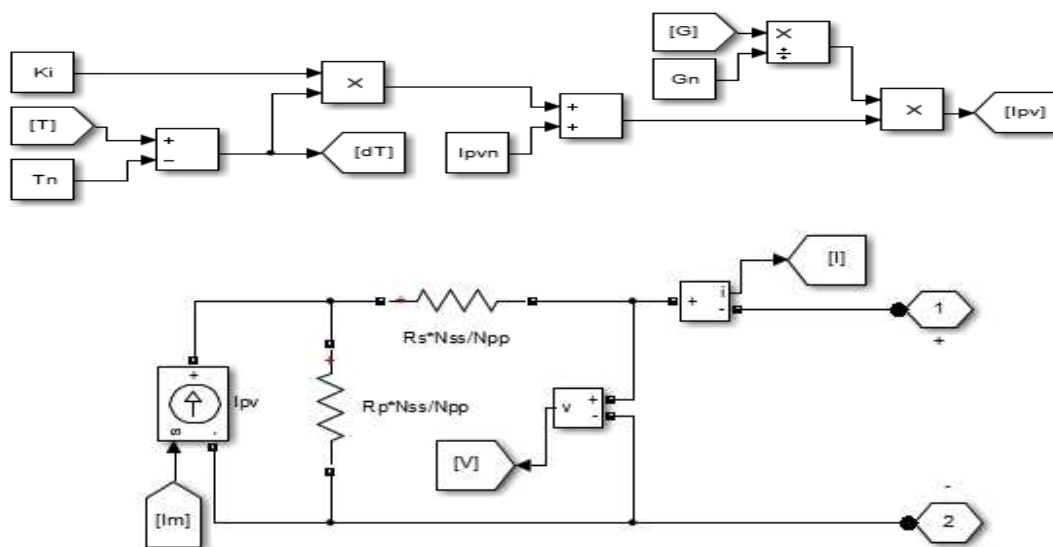 [G]
×
÷
Gn
Ki
×
[T]
+
−
Tn
[dT]
+
+
Ipvn
×
[Ipv]
[I]
+
i
-
1
+
Rs*Nss/Npp
+
s
-
Ipv
Rp*Nss/Npp
v
+
-
[V]
[Im]
-
2